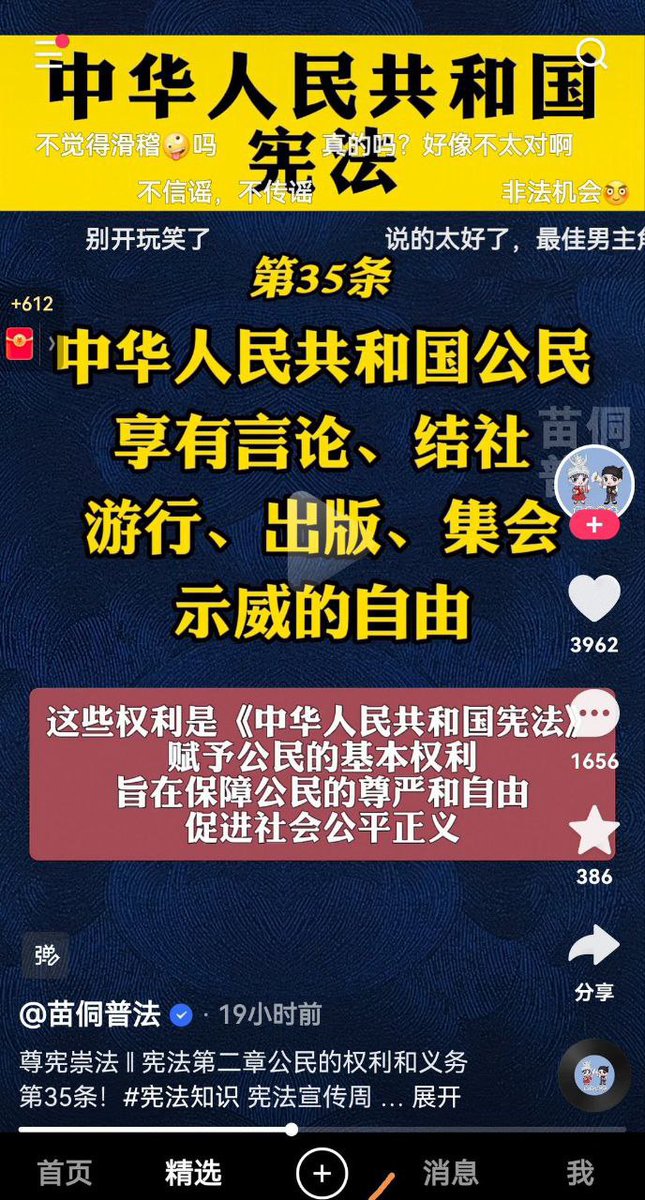 中华人民共和国
宪法
不觉得滑稽🤪吗
真的吗？好像不太对啊
不信谣，不传谣
非法机会
别开玩笑了
说的太好了，最佳男主角
第35条
+612
中华人民共和国公民
享有言论、结社
游行、出版、集会
示威的自由
苗侗
普
3962
这些权利是《中华人民共和国宪法》
赋予公民的基本权利
旨在保障公民的尊严和自由
促进社会公平正义
1656
386
弹
分享
@苗侗普法 · 19小时前
尊宪崇法 || 宪法第二章公民的权利和义务
第35条！#宪法知识 宪法宣传周 ... 展开
首页 精选 消息 我